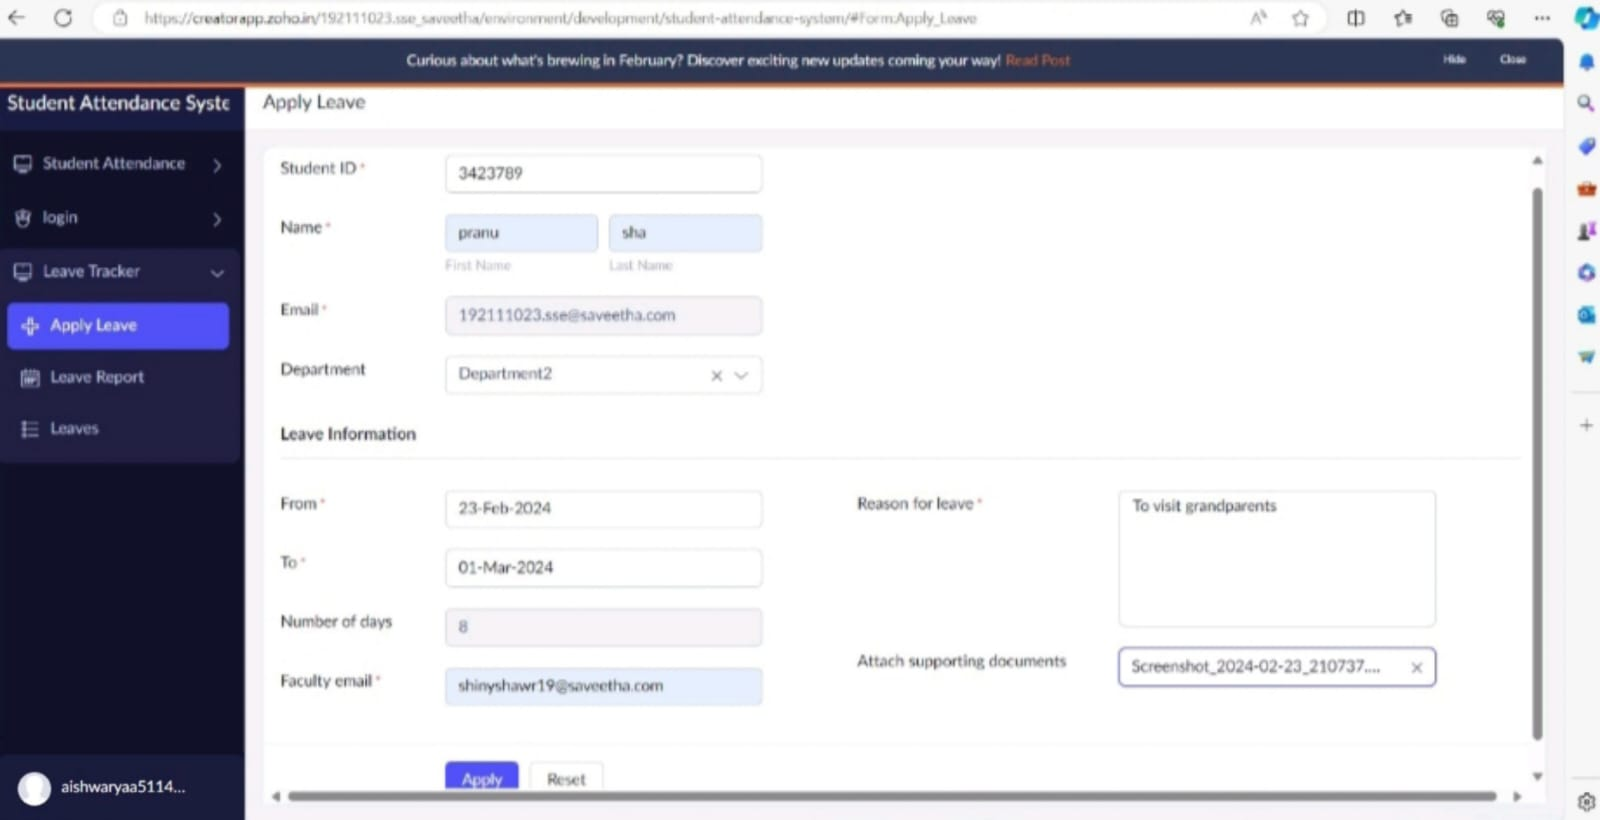 https://creatorapp.zoho.in/192111023.sse_saveetha/environment/development/student-attendance-system/#Form:Apply_Leave
Curious about what's brewing in February? Discover exciting new updates coming your way! Read Post
Hide
Close
Student Attendance Syste
Apply Leave
Student Attendance
login
Leave Tracker
Apply Leave
Leave Report
Leaves
aishwaryaa5114...
Student ID *
3423789
Name *
pranu
sha
First Name
Last Name
Email *
192111023.sse@saveetha.com
Department
Department2
Leave Information
From *
23-Feb-2024
To *
01-Mar-2024
Number of days
8
Faculty email *
shinyshawr19@saveetha.com
Reason for leave *
To visit grandparents
Attach supporting documents
Screenshot_2024-02-23_210737....
Apply
Reset